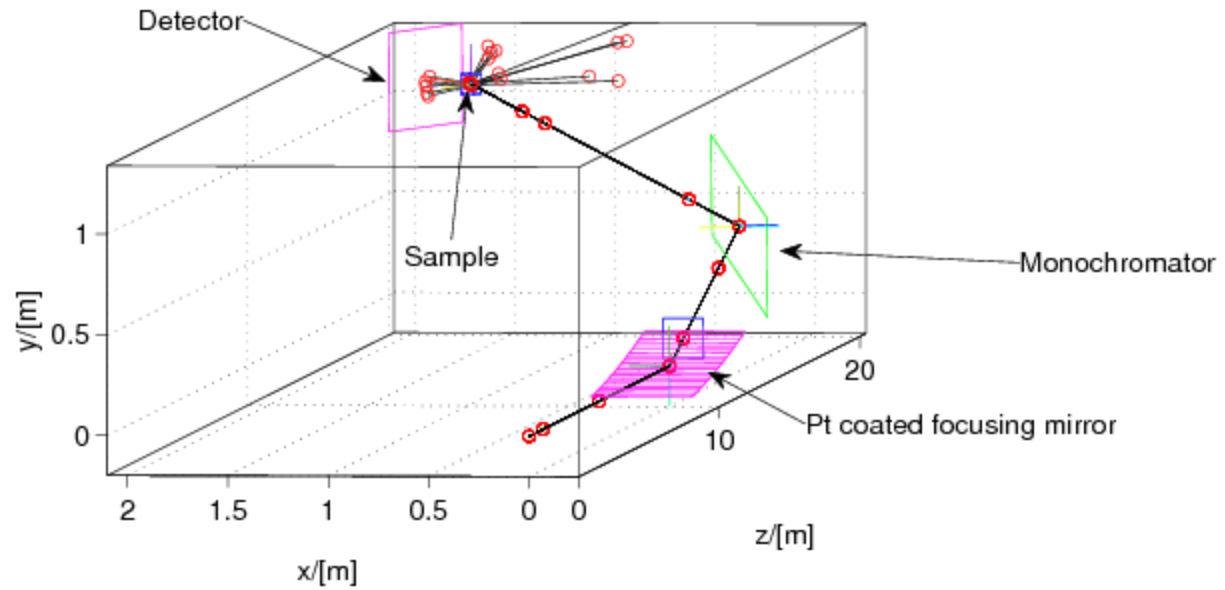 Detector
Sample
Monochromator
Pt coated focusing mirror
y/[m]
1
0.5
0
2
1.5
1
0.5
0
0
10
20
x/[m]
z/[m]